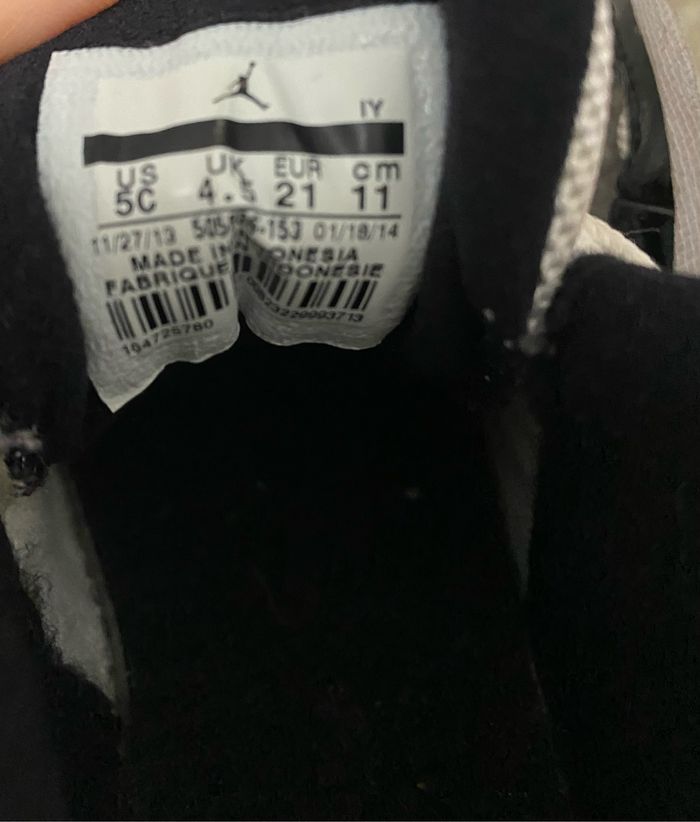 IY
US UK EUR cm
5C 4.5 21 11
11/27/13 01/18/14
MADE IN
FABRIQUE
164725780